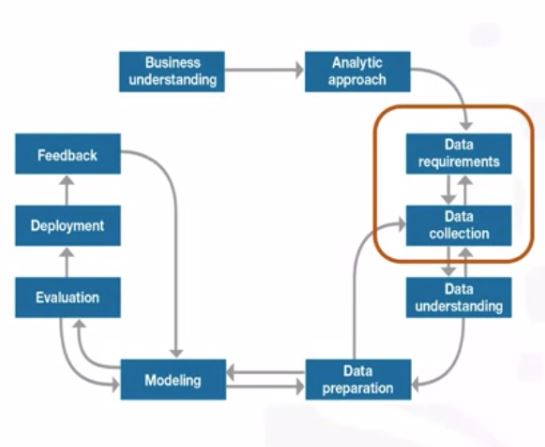 Business
understanding
Analytic
approach
Feedback
Data
requirements
Deployment
Data
collection
Evaluation
Data
understanding
Modeling
Data
preparation